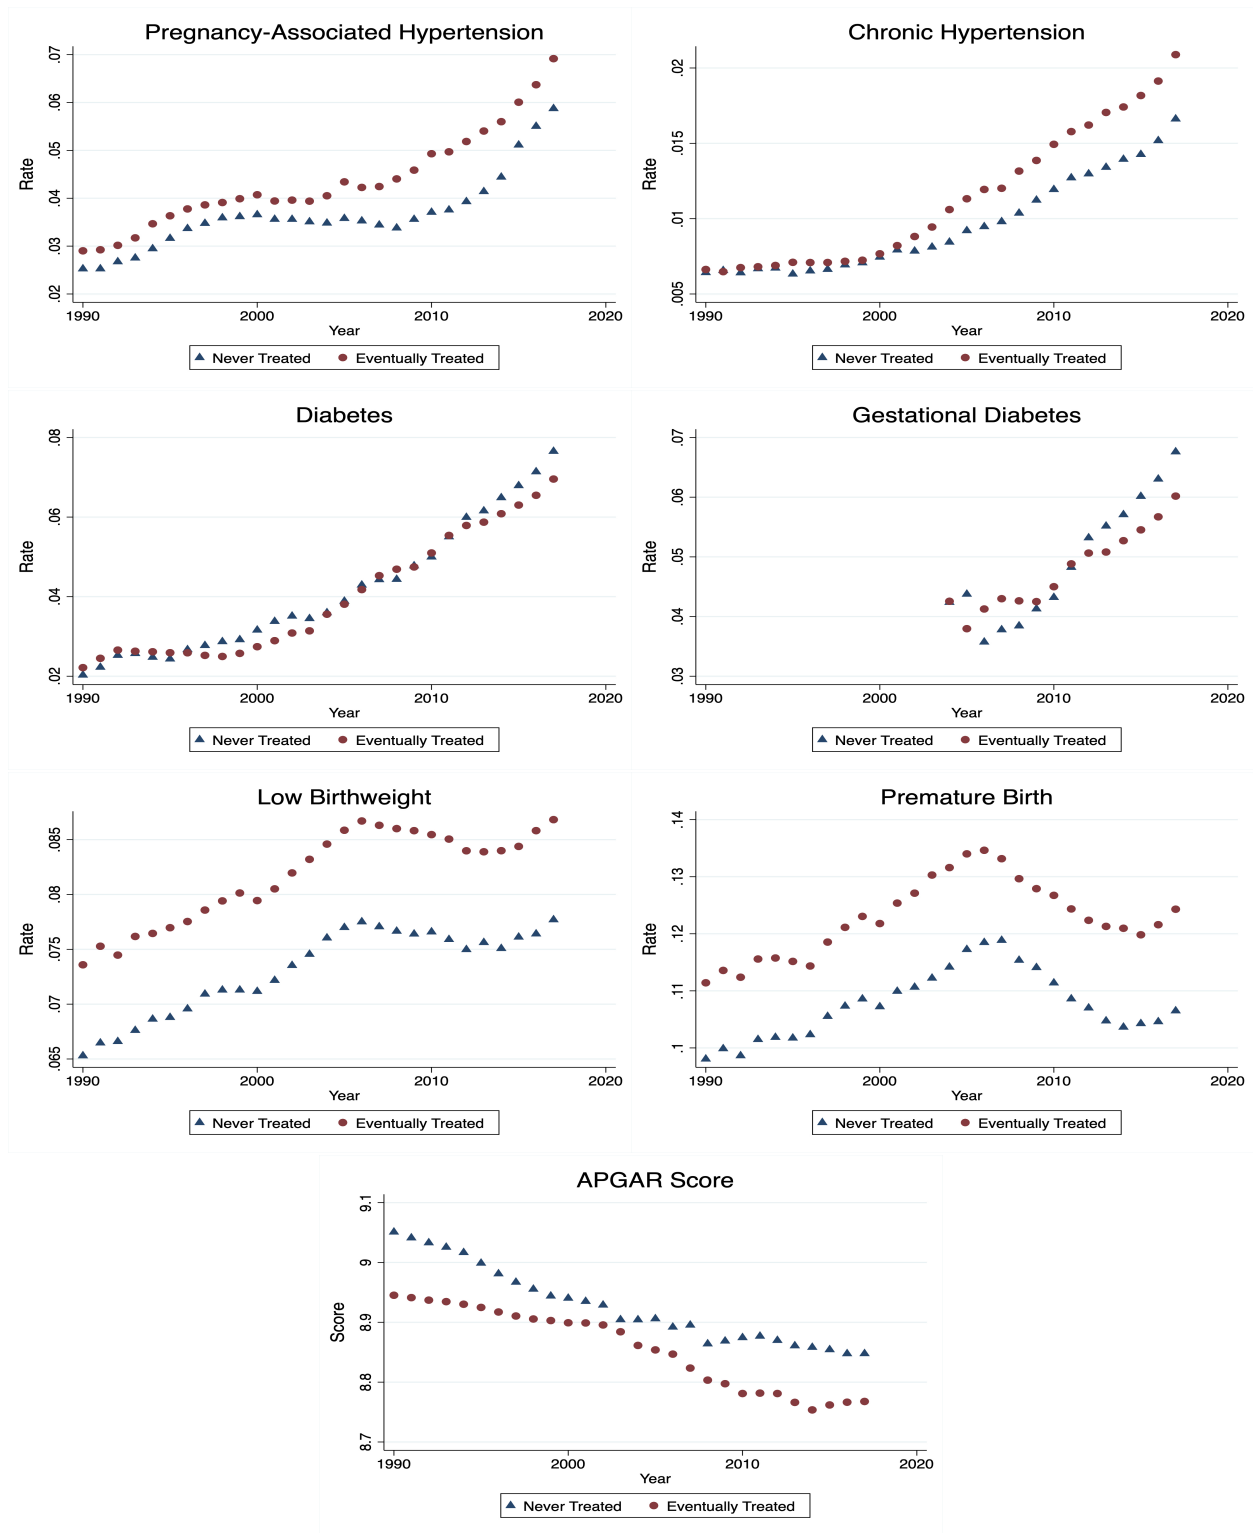 Pregnancy-Associated Hypertension
Rate
.07
.06
.05
.04
.03
.02
1990 2000 2010 2020
Year
Never Treated Eventually Treated
Chronic Hypertension
Rate
.02
.015
.01
.005
1990 2000 2010 2020
Year
Never Treated Eventually Treated
Diabetes
Rate
.08
.06
.04
.02
1990 2000 2010 2020
Year
Never Treated Eventually Treated
Gestational Diabetes
Rate
.07
.06
.05
.04
.03
1990 2000 2010 2020
Year
Never Treated Eventually Treated
Low Birthweight
Rate
.085
.08
.075
.07
.065
1990 2000 2010 2020
Year
Never Treated Eventually Treated
Premature Birth
Rate
.14
.13
.12
.11
.1
1990 2000 2010 2020
Year
Never Treated Eventually Treated
APGAR Score
Score
9.1
9
8.9
8.8
8.7
1990 2000 2010 2020
Year
Never Treated Eventually Treated